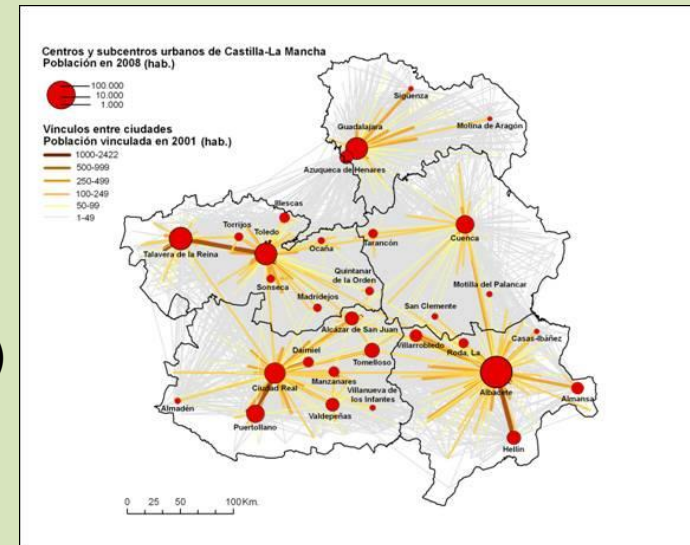 Centros y subcentros urbanos de Castilla-La Mancha
Población en 2008 (hab.)
100.000
10.000
1.000
Vínculos entre ciudades
Población vinculada en 2001 (hab.)
1000-2422
500-999
250-499
100-249
50-99
1-49
Sigüenza
Guadalajara
Molina de Aragón
Azuqueca de Henares
Illescas
Torrijos
Toledo
Talavera de la Reina
Ocaña
Tarancón
Cuenca
Sonseca
Quintanar
de la Orden
Madridejos
Motilla del Palancar
San Clemente
Alcázar de San Juan
Villarrobledo
Roda, La
Casas-Ibáñez
Daimiel
Tomelloso
Ciudad Real
Manzanares
Albacete
Almansa
Villanueva de
los Infantes
Almadén
Valdepeñas
Puertollano
Hellín
0 25 50 100Km.